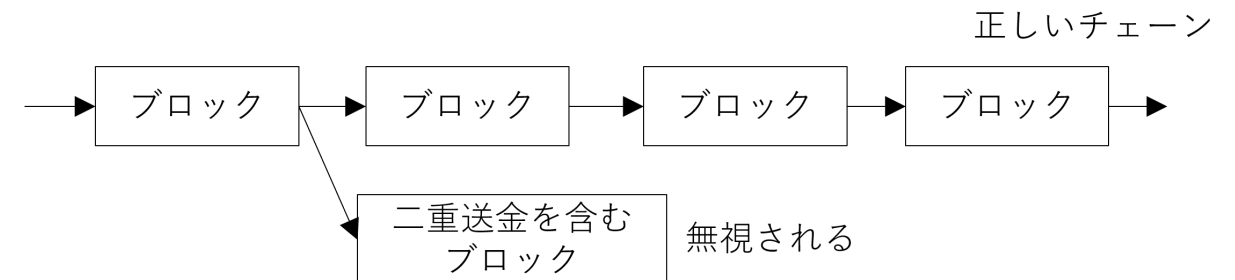 正しいチェーン
ブロック
ブロック
ブロック
ブロック
二重送金を含む
ブロック
無視される